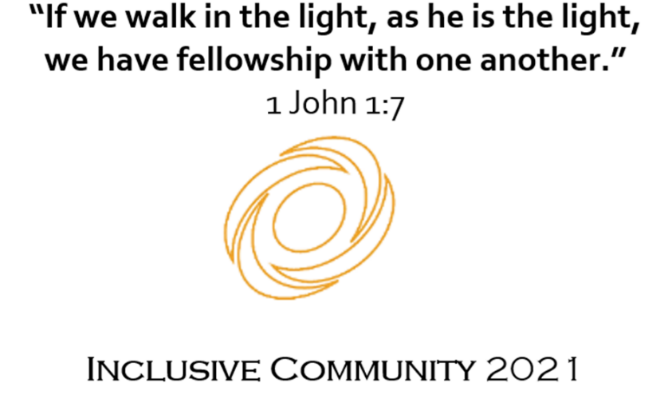 “If we walk in the light, as he is the light,
we have fellowship with one another.”
1 John 1:7
INCLUSIVE COMMUNITY 2021